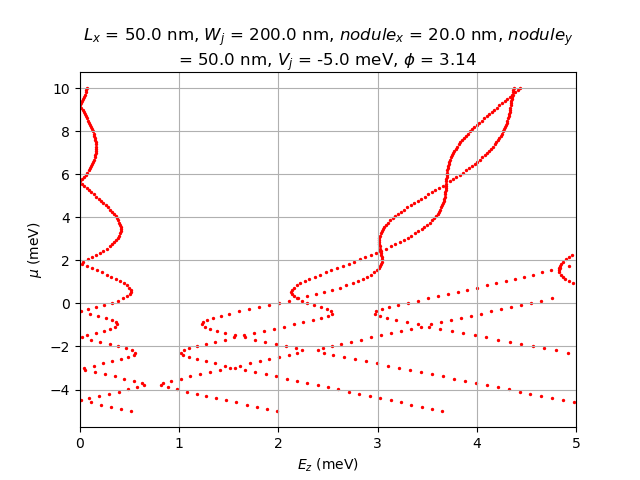 L_x = 50.0 nm, W_j = 200.0 nm, nodule_x = 20.0 nm, nodule_y
= 50.0 nm, V_j = -5.0 meV, ϕ = 3.14
10
8
6
4
2
0
−2
−4
μ (meV)
0 1 2 3 4 5
E_z (meV)